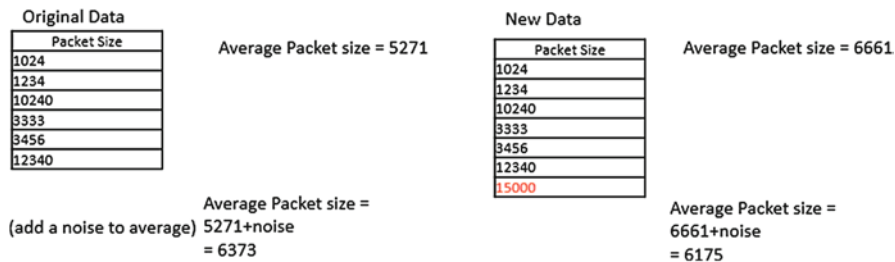 Original Data
Packet Size
1024
1234
10240
3333
3456
12340
Average Packet size = 5271
(add a noise to average)
Average Packet size =
5271+noise
= 6373
New Data
Packet Size
1024
1234
10240
3333
3456
12340
15000
Average Packet size = 6661
Average Packet size =
6661+noise
= 6175